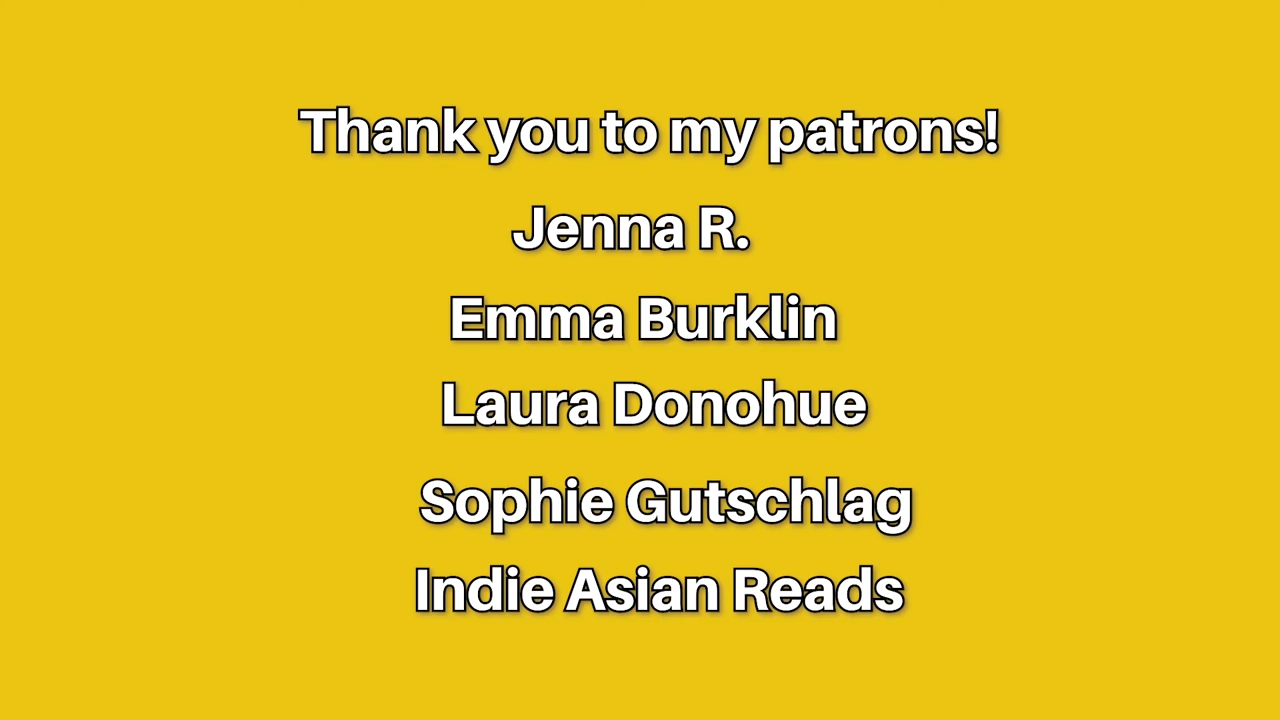 Thank you to my patrons!
Jenna R.
Emma Burklin
Laura Donohue
Sophie Gutschlag
Indie Asian Reads